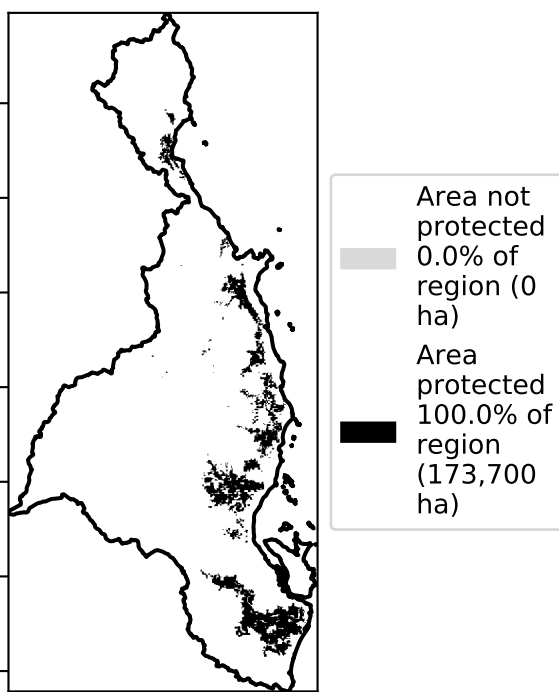 Area not
protected
0.0% of
region (0
ha)
Area
protected
100.0% of
region
(173,700
ha)